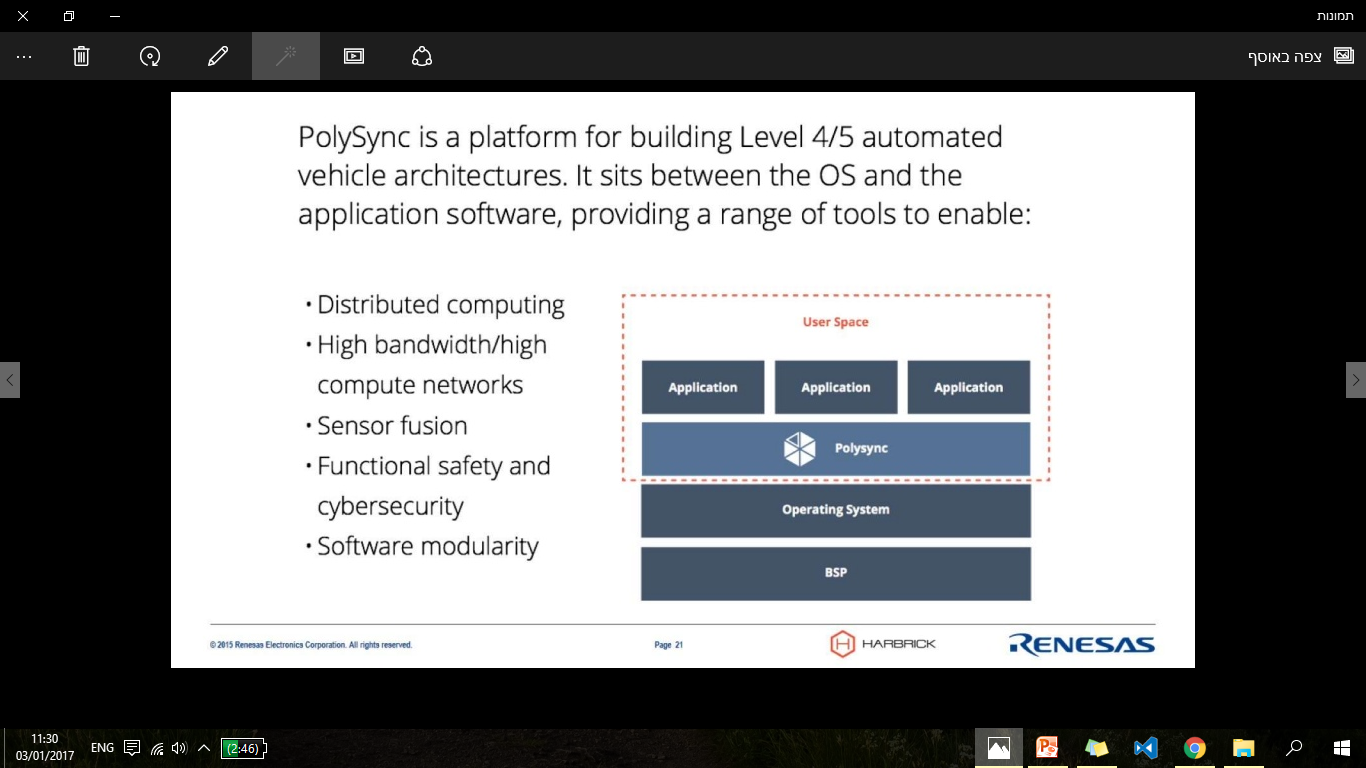 תמונות
צפה באוסף
PolySync is a platform for building Level 4/5 automated
vehicle architectures. It sits between the OS and the
application software, providing a range of tools to enable:
• Distributed computing
• High bandwidth/high
compute networks
• Sensor fusion
• Functional safety and
cybersecurity
• Software modularity
User Space
Application
Application
Application
Polysync
Operating System
BSP
© 2015 Renesas Electronics Corporation. All rights reserved.
Page 21
HARBRICK
RENESAS
11:30
03/01/2017
ENG
(2:46)